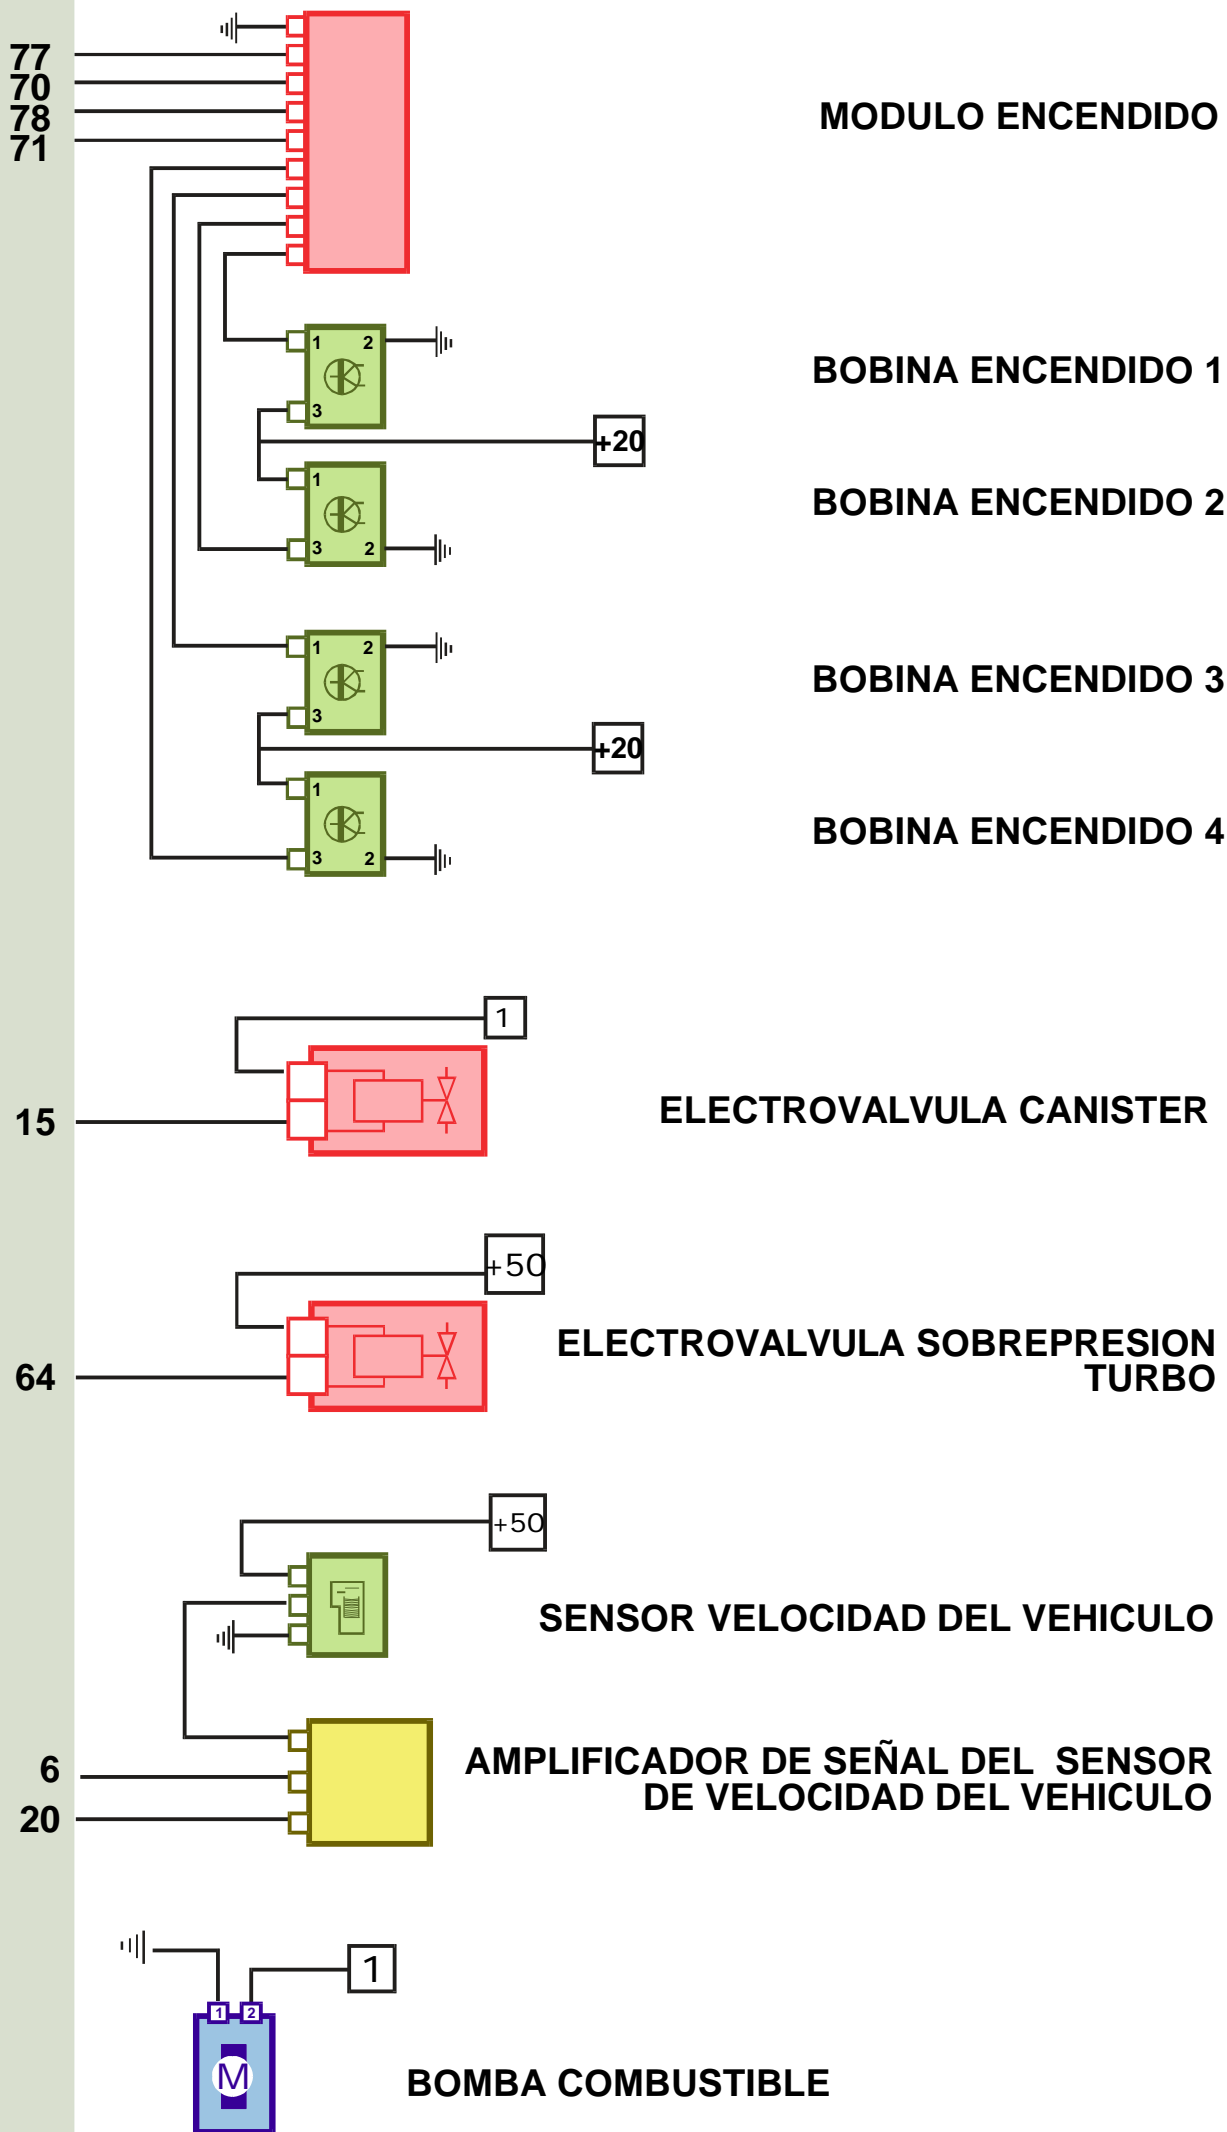 77
70
78
71
MODULO ENCENDIDO
1 2
3
BOBINA ENCENDIDO 1
+20
1
3 2
BOBINA ENCENDIDO 2
1 2
3
BOBINA ENCENDIDO 3
+20
1
3 2
BOBINA ENCENDIDO 4
1
15
ELECTROVALVULA CANISTER
+50
64
ELECTROVALVULA SOBREPRESION
TURBO
+50
SENSOR VELOCIDAD DEL VEHICULO
6
20
AMPLIFICADOR DE SEÑAL DEL SENSOR
DE VELOCIDAD DEL VEHICULO
1
1 2
M
BOMBA COMBUSTIBLE